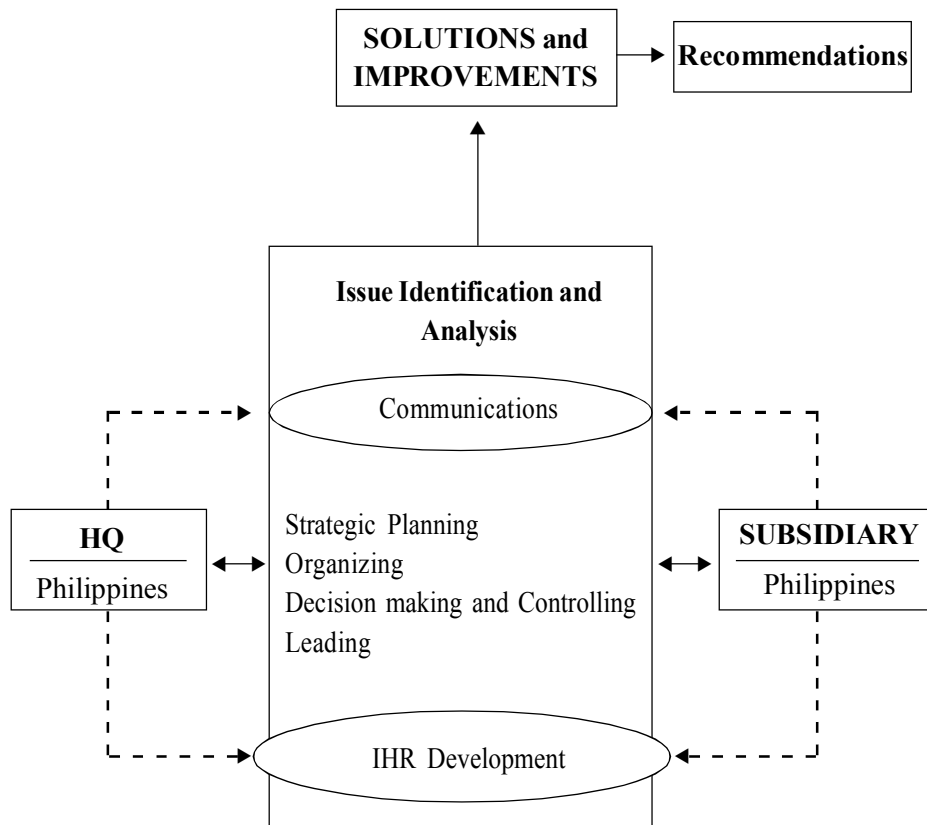 SOLUTIONS and
IMPROVEMENTS
Recommendations
Issue Identification and
Analysis
Communications
HQ
Philippines
Strategic Planning
Organizing
Decision making and Controlling
Leading
SUBSIDIARY
Philippines
IHR Development